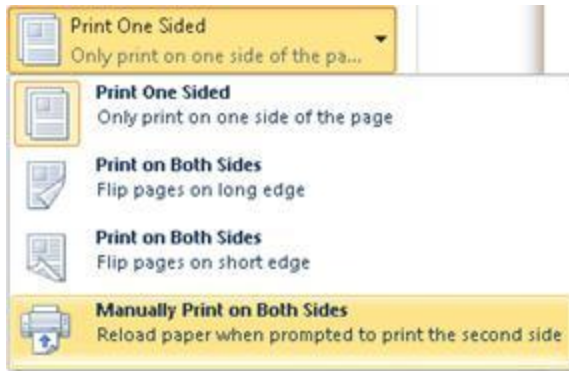 Print One Sided
Only print on one side of the pa...
Print One Sided
Only print on one side of the page
Print on Both Sides
Flip pages on long edge
Print on Both Sides
Flip pages on short edge
Manually Print on Both Sides
Reload paper when prompted to print the second side